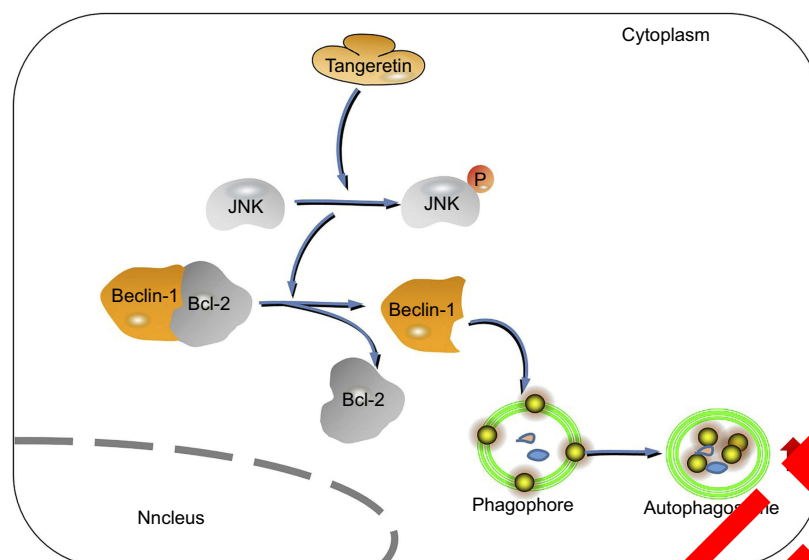 Cytoplasm
Tangeretin
P
JNK
JNK
Beclin-1
Bcl-2
Beclin-1
Bcl-2
Phagophore
Nncleus